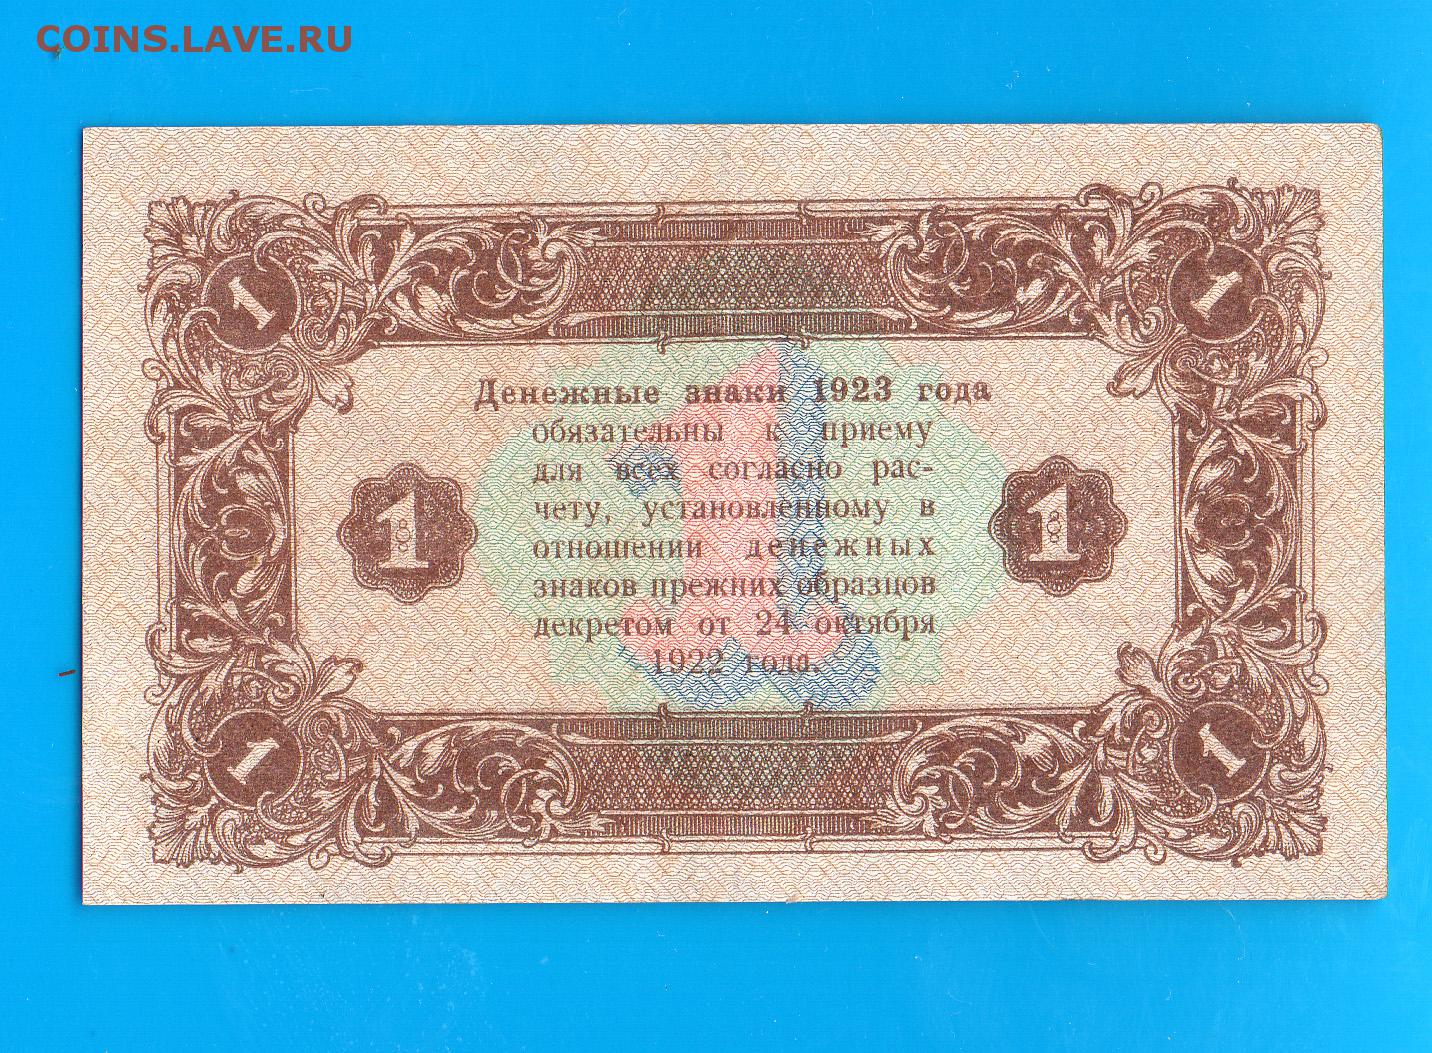 COINS.LAVE.RU
1 1
Денежные знаки 1923 года
обязательны к приему
для всех согласно рас-
1 чету, установленному в 1
отношении денежных
знаков прежних образцов
декретом от 24 октября
1922 года.
1 1